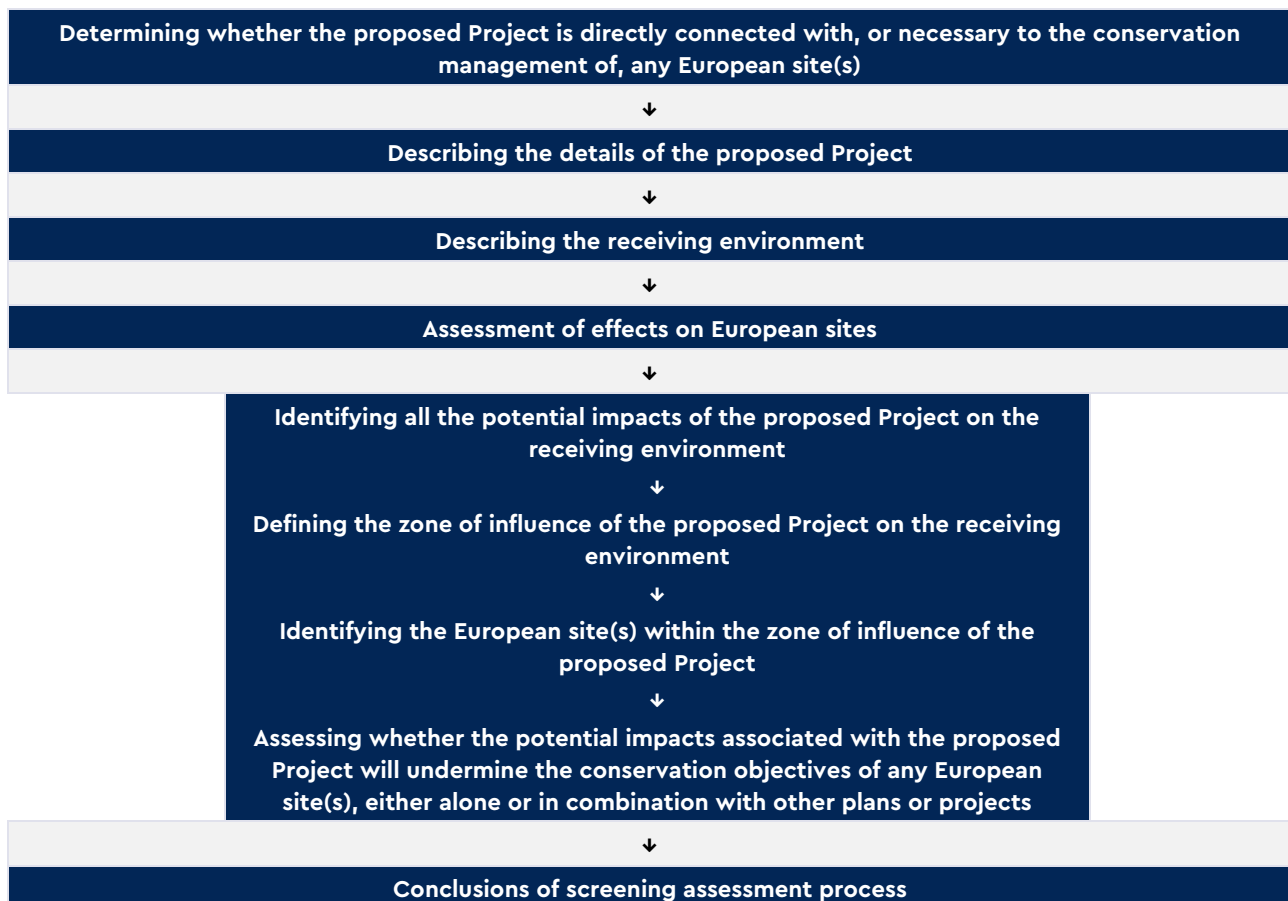 Determining whether the proposed Project is directly connected with, or necessary to the conservation
management of, any European site(s)
↓
Describing the details of the proposed Project
↓
Describing the receiving environment
↓
Assessment of effects on European sites
↓
Identifying all the potential impacts of the proposed Project on the
receiving environment
↓
Defining the zone of influence of the proposed Project on the receiving
environment
↓
Identifying the European site(s) within the zone of influence of the
proposed Project
↓
Assessing whether the potential impacts associated with the proposed
Project will undermine the conservation objectives of any European
site(s), either alone or in combination with other plans or projects
↓
Conclusions of screening assessment process